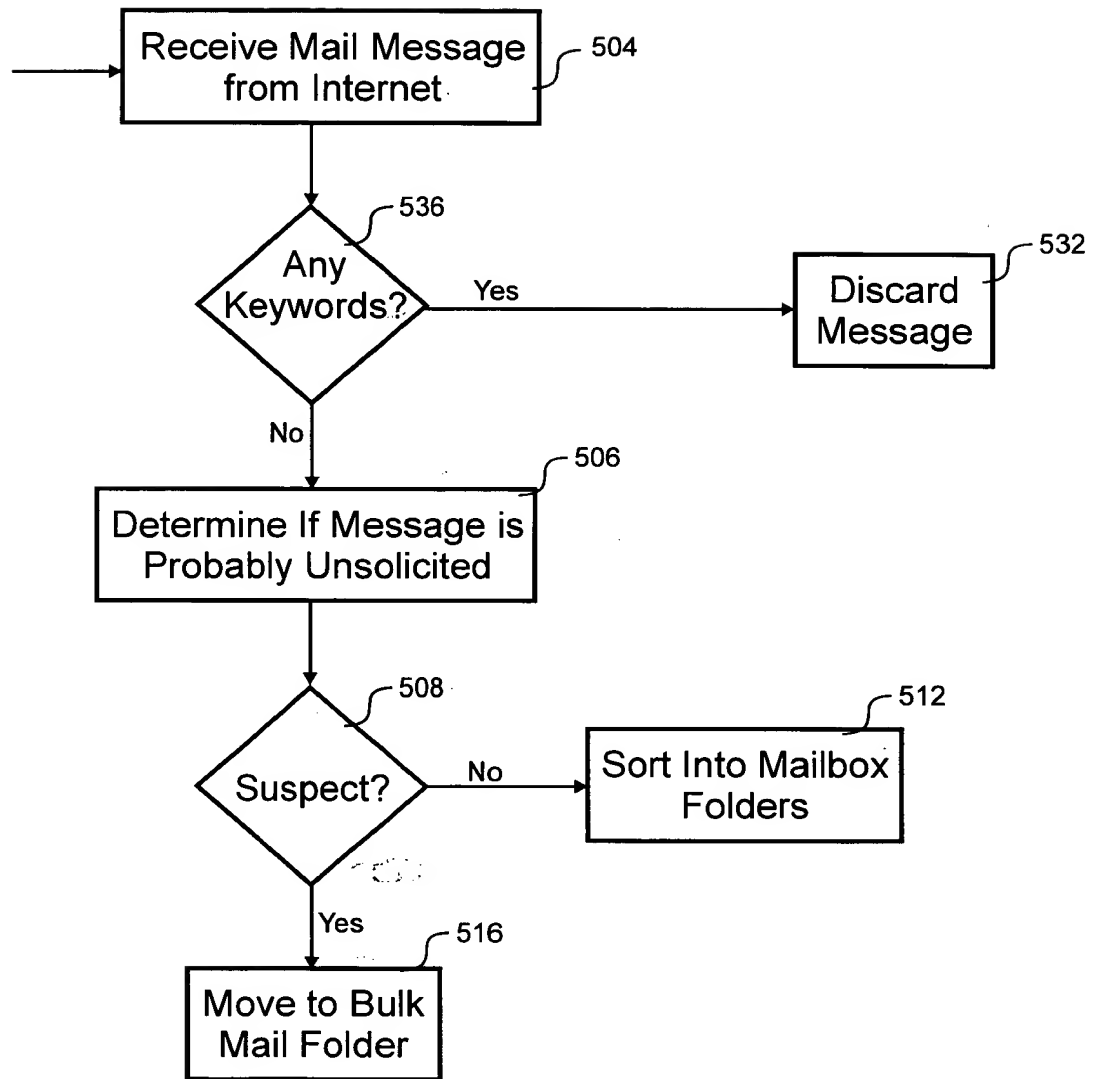 Receive Mail Message
from Internet
504
536
Any
Keywords?
Yes
532
Discard
Message
No
506
Determine If Message is
Probably Unsolicited
508
Suspect?
No
512
Sort Into Mailbox
Folders
Yes
516
Move to Bulk
Mail Folder